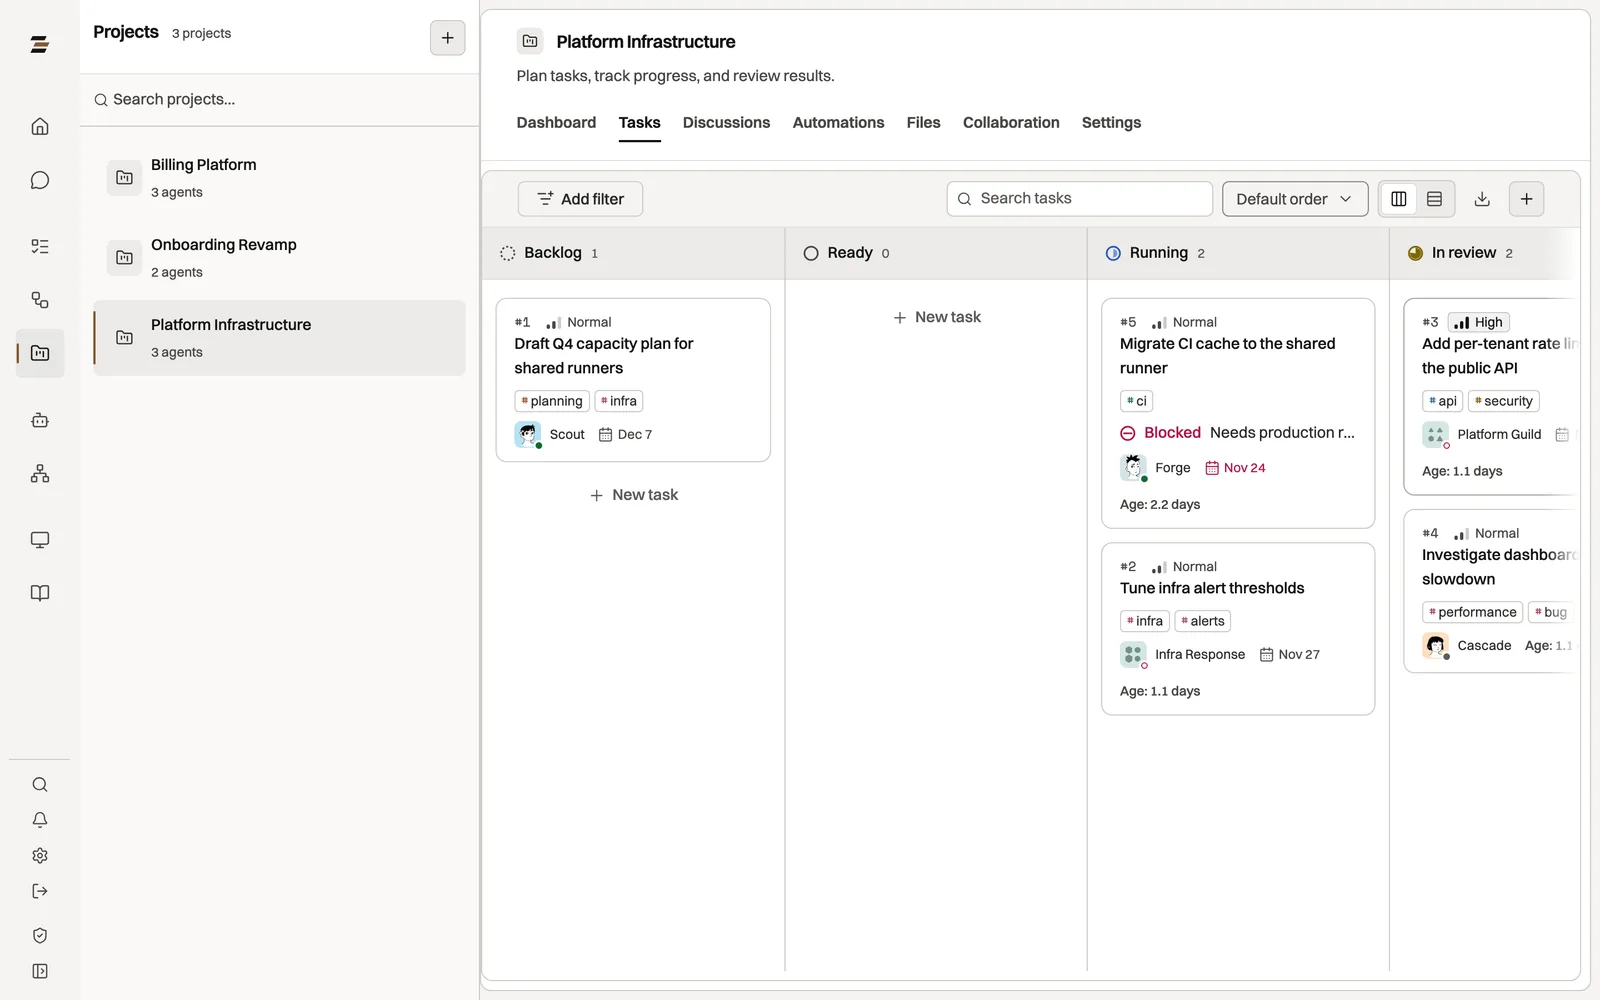 Projects 3 projects
Search projects...
Billing Platform
3 agents
Onboarding Revamp
2 agents
Platform Infrastructure
3 agents
Platform Infrastructure
Plan tasks, track progress, and review results.
Dashboard Tasks Discussions Automations Files Collaboration Settings
Add filter
Search tasks
Default order
Backlog 1
#1 Normal
Draft Q4 capacity plan for
shared runners
#planning #infra
Scout Dec 7
+ New task
Ready 0
+ New task
Running 2
#5 Normal
Migrate CI cache to the shared
runner
#ci
Blocked Needs production r...
Forge Nov 24
Age: 2.2 days
#2 Normal
Tune infra alert thresholds
#infra #alerts
Infra Response Nov 27
Age: 1.1 days
In review 2
#3 High
Add per-tenant rate
the public API
#api #security
Platform Guild
Age: 1.1 days
#4 Normal
Investigate dashboard
slowdown
#performance #bug
Cascade Age: 1.1